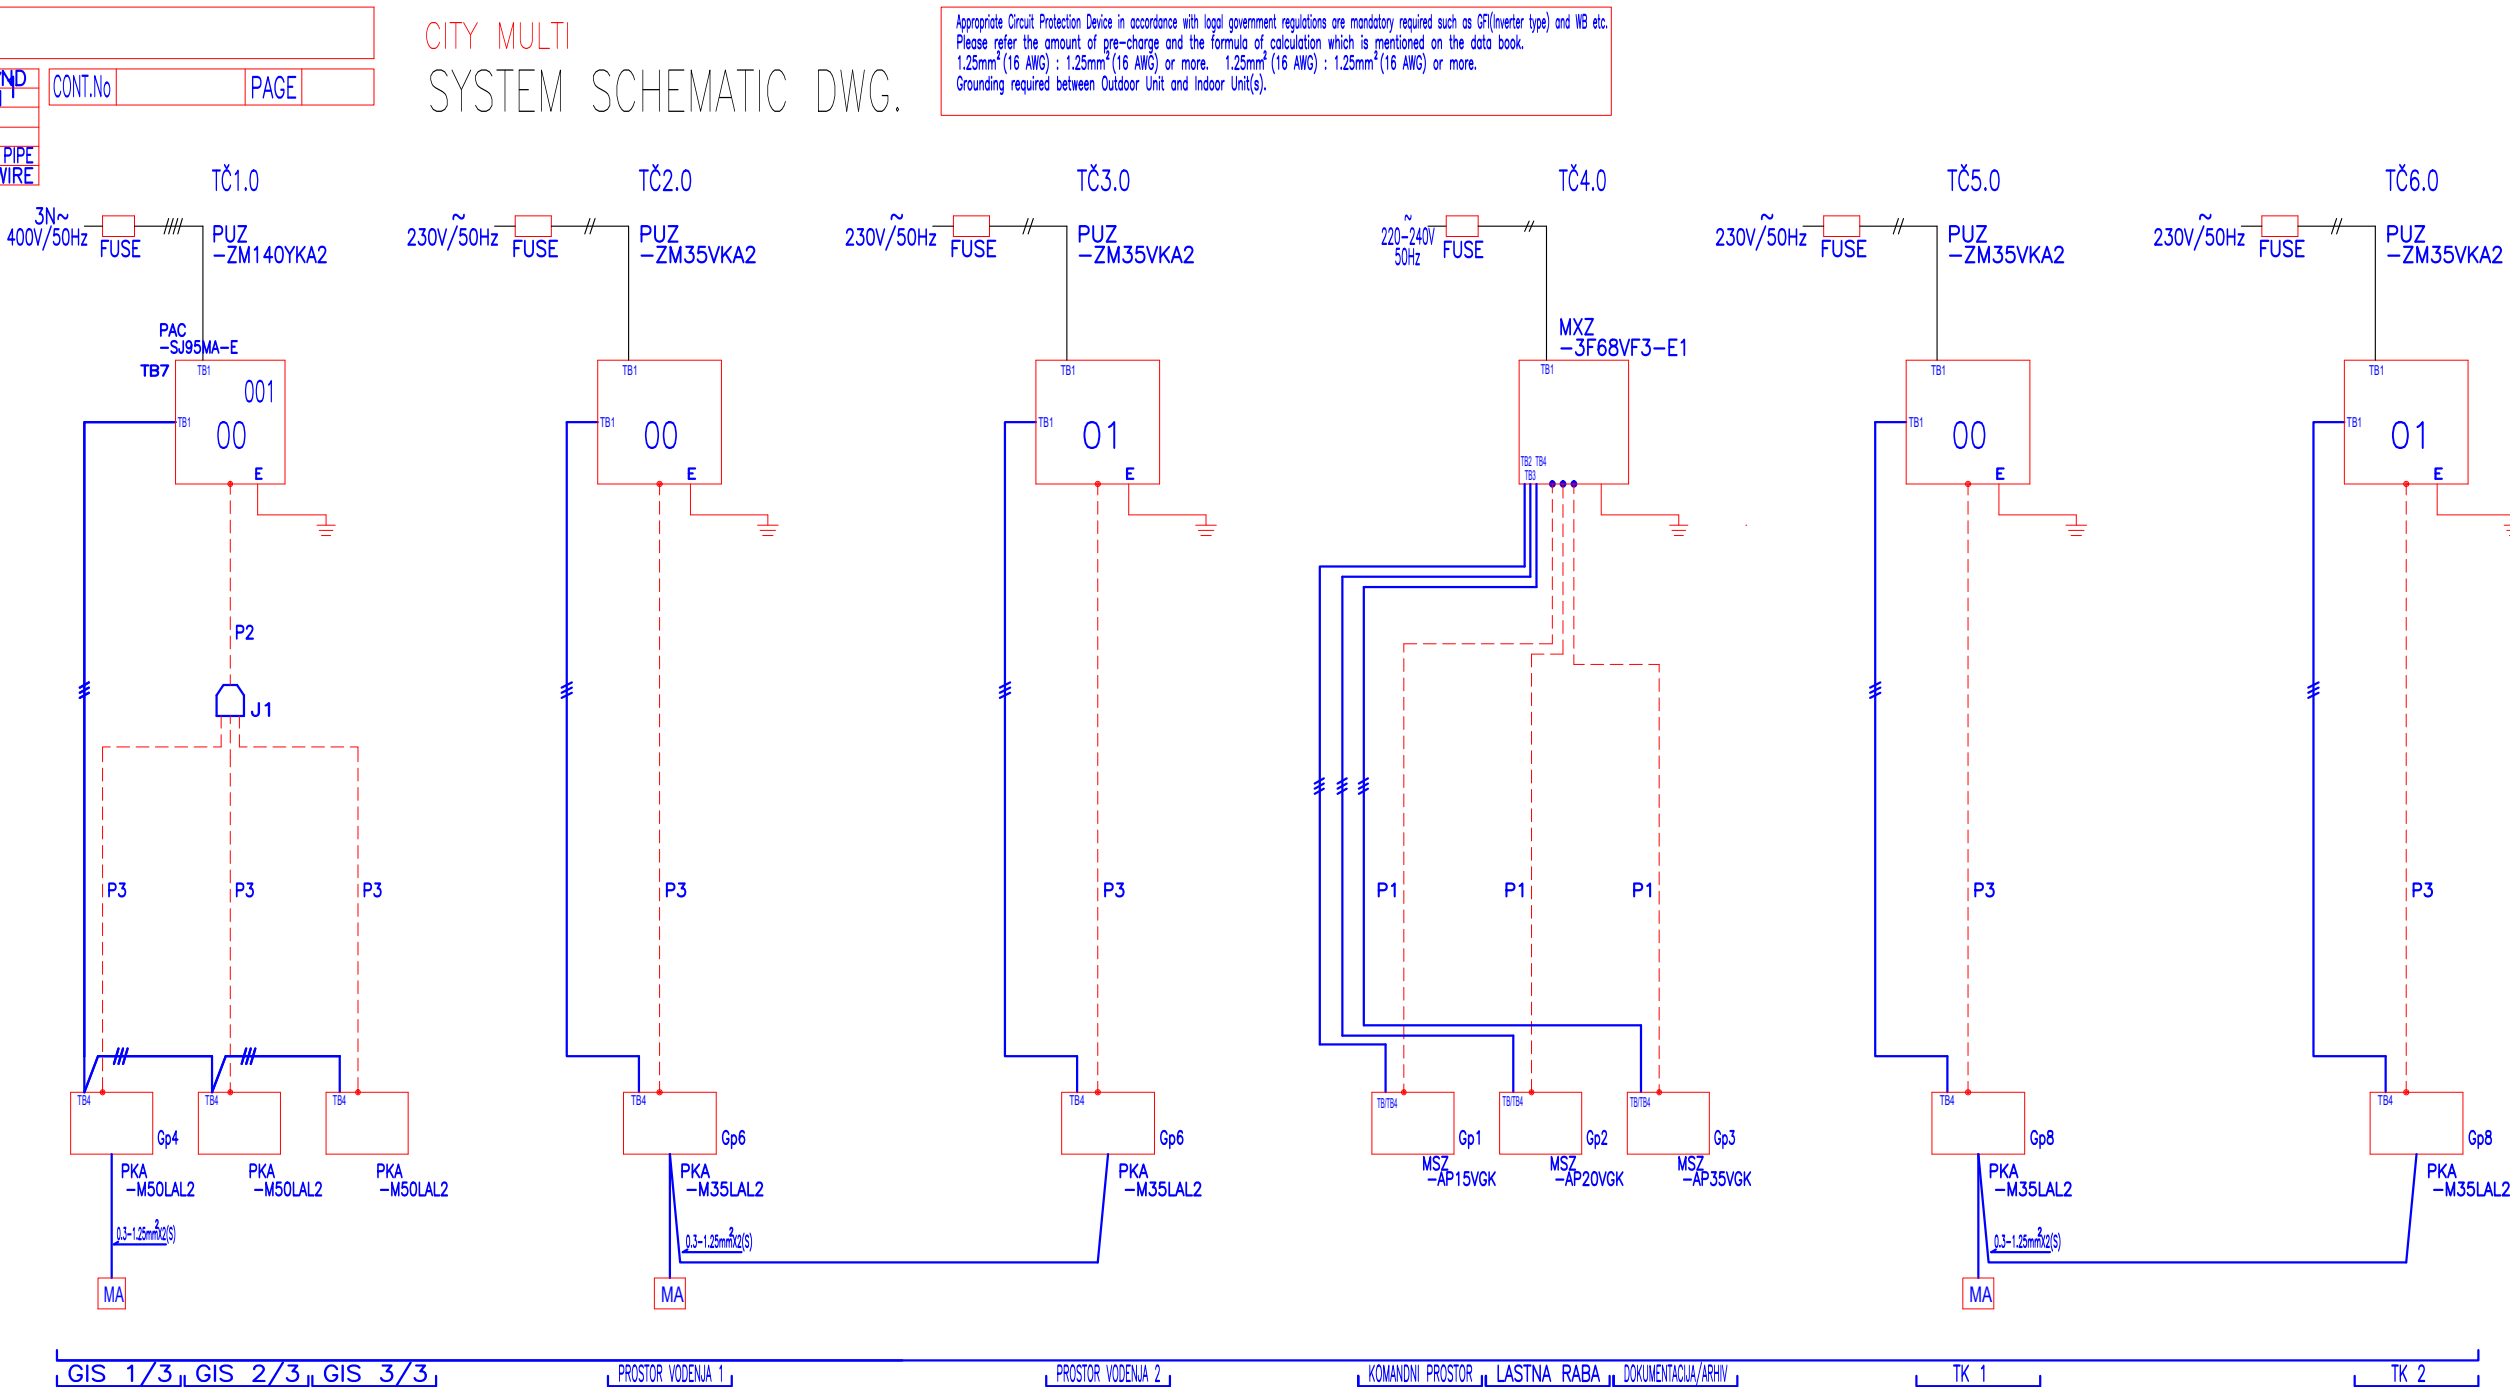 CITY MULTI
SYSTEM SCHEMATIC DWG.
CONT.No
PAGE
PIPE
Appropriate Circuit Protection Device in accordance with logal government regulations are mandatory required such as GFI(Inverter type) and WB etc.
Please refer the amount of pre-charge and the formula of calculation which is mentioned on the data book.
1.25mm² (16 AWG) : 1.25mm² (16 AWG) or more. 1.25mm² (16 AWG) : 1.25mm² (16 AWG) or more.
Grounding required between Outdoor Unit and Indoor Unit(s).
TČ1.0
TČ2.0
TČ3.0
TČ4.0
TČ5.0
TČ6.0
3N~
400V/50Hz
FUSE
PUZ
-ZM140YKA2
~
230V/50Hz
FUSE
PUZ
-ZM35VKA2
~
230V/50Hz
FUSE
PUZ
-ZM35VKA2
~
220-240V
50Hz
FUSE
~
230V/50Hz
FUSE
PUZ
-ZM35VKA2
~
230V/50Hz
FUSE
PUZ
-ZM35VKA2
PAC
-SJ95MA-E
MXZ
-3F68VF3-E1
TB7
TB1
001
TB1
00
E
TB1
TB1
00
E
TB1
TB1
01
E
TB1
TB2 TB4
TB3
TB1
TB1
00
E
TB1
TB1
01
E
P2
J1
P3
P3
P3
P3
P3
P1
P1
P1
P3
P3
TB4
TB4
TB4
TB4
TB4
TB/TB4
TB/TB4
TB/TB4
TB4
TB4
Gp4
Gp6
Gp6
Gp1
Gp2
Gp3
Gp8
Gp8
PKA
-M50LAL2
PKA
-M50LAL2
PKA
-M50LAL2
PKA
-M35LAL2
PKA
-M35LAL2
MSZ
-AP15VGK
MSZ
-AP20VGK
MSZ
-AP35VGK
PKA
-M35LAL2
PKA
-M35LAL2
0.3-1.25mm²X2(S)
0.3-1.25mm²X2(S)
0.3-1.25mm²X2(S)
MA
MA
MA
GIS 1/3
GIS 2/3
GIS 3/3
PROSTOR VODENJA 1
PROSTOR VODENJA 2
KOMANDNI PROSTOR
LASTNA RABA
DOKUMENTACIJA/ARHIV
TK 1
TK 2